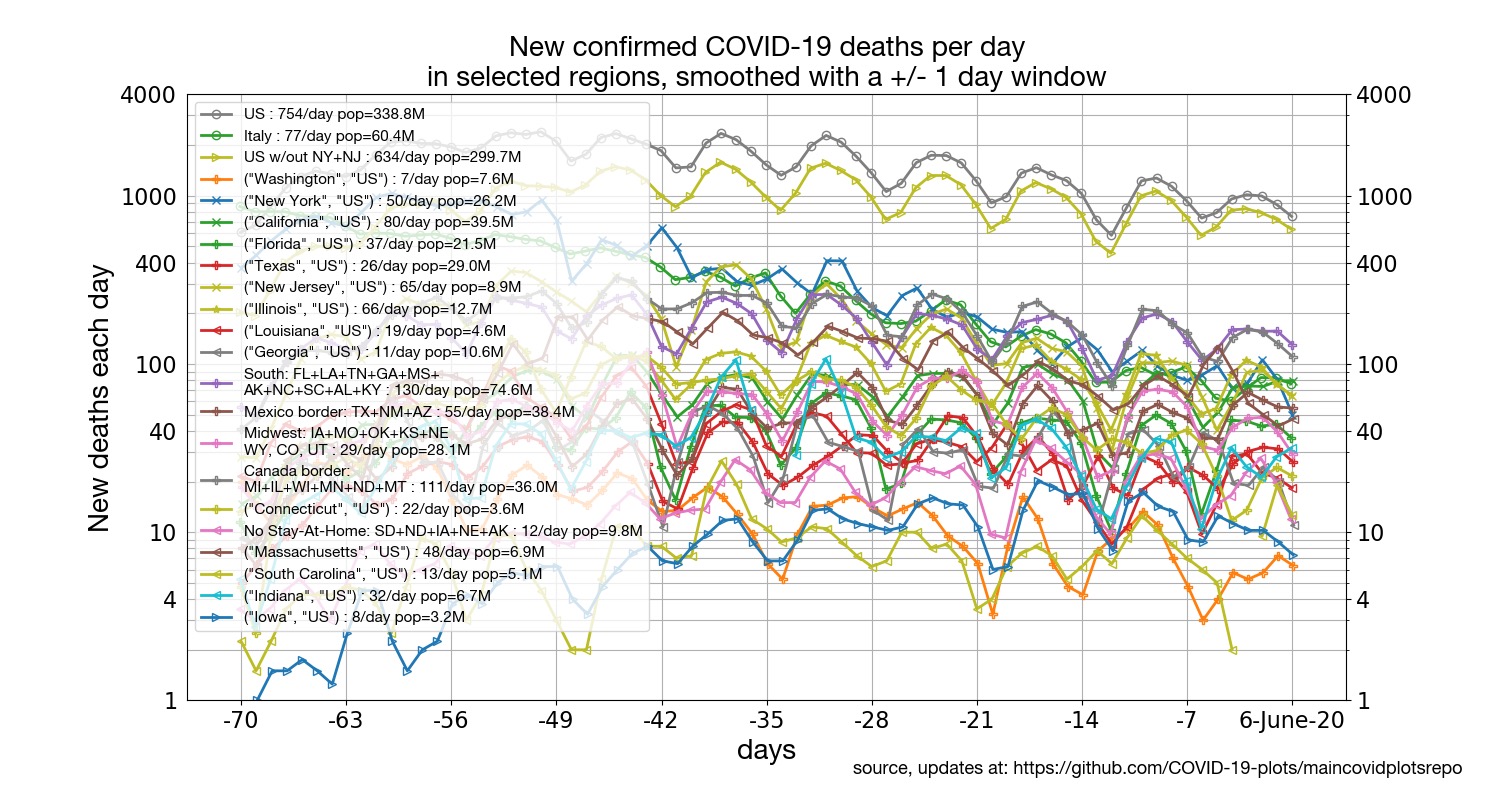 New confirmed COVID-19 deaths per day
in selected regions, smoothed with a +/- 1 day window
4000
1000
400
100
40
10
4
1
New deaths each day
US : 754/day pop=338.8M
Italy : 77/day pop=60.4M
US w/out NY+NJ : 634/day pop=299.7M
("Washington", "US") : 7/day pop=7.6M
("New York", "US") : 50/day pop=26.2M
("California", "US") : 80/day pop=39.5M
("Florida", "US") : 37/day pop=21.5M
("Texas", "US") : 26/day pop=29.0M
("New Jersey", "US") : 65/day pop=8.9M
("Illinois", "US") : 66/day pop=12.7M
("Louisiana", "US") : 19/day pop=4.6M
("Georgia", "US") : 11/day pop=10.6M
South: FL+LA+TN+GA+MS+
AK+NC+SC+AL+KY : 130/day pop=74.6M
Mexico border: TX+NM+AZ : 55/day pop=38.4M
Midwest: IA+MO+OK+KS+NE
WY, CO, UT : 29/day pop=28.1M
Canada border:
MI+IL+WI+MN+ND+MT : 111/day pop=36.0M
("Connecticut", "US") : 22/day pop=3.6M
No Stay-At-Home: SD+ND+IA+NE+AK : 12/day pop=9.8M
("Massachusetts", "US") : 48/day pop=6.9M
("South Carolina", "US") : 13/day pop=5.1M
("Indiana", "US") : 32/day pop=6.7M
("Iowa", "US") : 8/day pop=3.2M
4000
1000
400
100
40
10
4
1
-70 -63 -56 -49 -42 -35 -28 -21 -14 -7 6-June-20
days
source, updates at: https://github.com/COVID-19-plots/maincovidplotsrepo